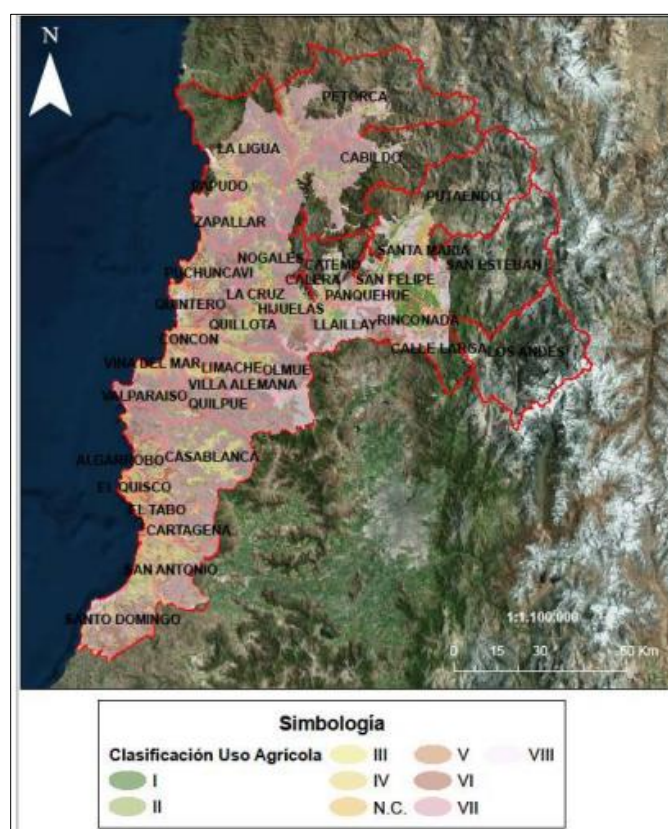 N
PETORCA
LA LIGUA
CABILDO
PAPUDO
PUTAENDO
ZAPALLAR
SANTA MARIA
NOGALES
CATEMU
SAN ESTEBAN
PUCHUNCAVI
CALERA
SAN FELIPE
LA CRUZ
PANQUEHUE
QUINTERO
HIJUELAS
QUILLOTA
LLAILLAY
RINCONADA
CONCON
CALLE LARGA
LOS ANDES
VINA DEL MAR
LIMACHE
OLMUE
VILLA ALEMANA
VALPARAISO
QUILPUE
ALGARROBO
CASABLANCA
EL QUISCO
EL TABO
CARTAGENA
SAN ANTONIO
SANTO DOMINGO
1:1.100.000
0 15 30 60 Km
Simbología
Clasificación Uso Agrícola
I
II
III
IV
N.C.
V
VI
VII
VIII